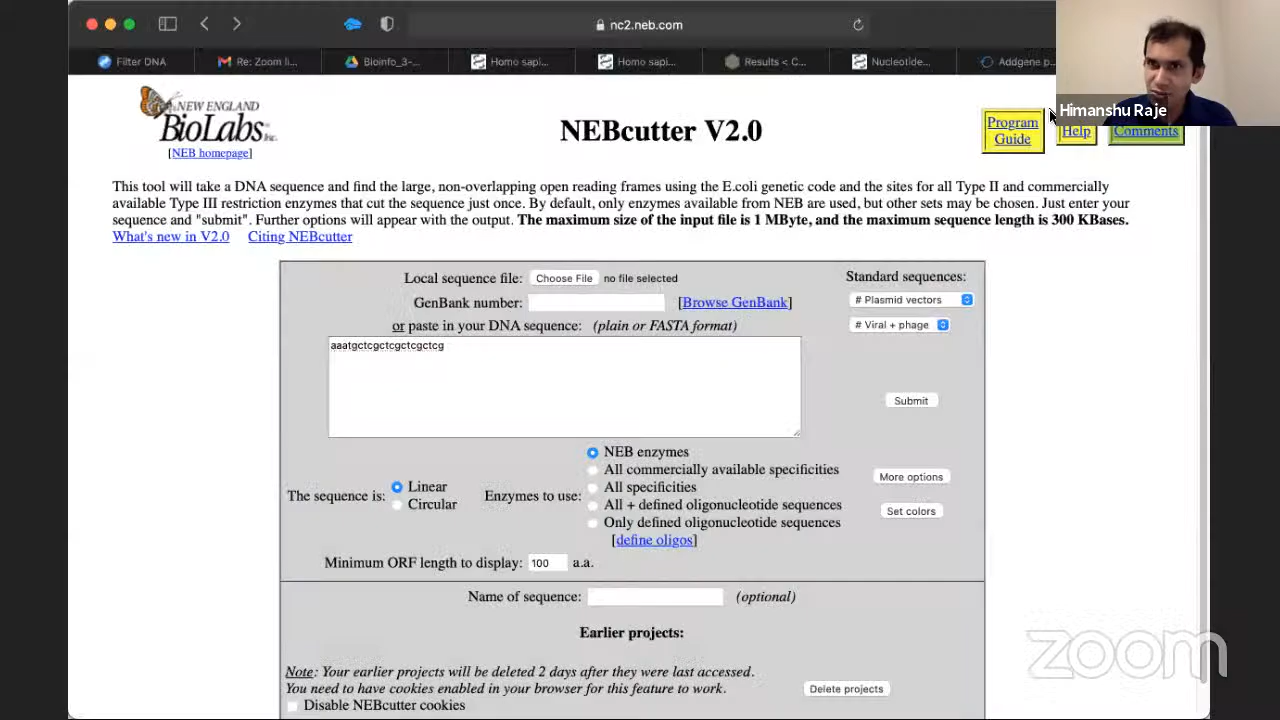 nc2.neb.com
Filter DNA
Re: Zoom li...
Bioinfo_3-...
Homo sapi...
Homo sapi...
Results < C...
Nucleotide...
Addgene p...
Himanshu Raje
NEW ENGLAND
BioLabs Inc.
[NEB homepage]
NEBcutter V2.0
Program
Guide
Help
Comments
This tool will take a DNA sequence and find the large, non-overlapping open reading frames using the E.coli genetic code and the sites for all Type II and commercially
available Type III restriction enzymes that cut the sequence just once. By default, only enzymes available from NEB are used, but other sets may be chosen. Just enter your
sequence and "submit". Further options will appear with the output. The maximum size of the input file is 1 MByte, and the maximum sequence length is 300 KBases.
What's new in V2.0 Citing NEBcutter
Local sequence file: Choose File no file selected
Standard sequences:
GenBank number: [Browse GenBank]
# Plasmid vectors
or paste in your DNA sequence: (plain or FASTA format)
# Viral + phage
aaatgctcgctcgctcgctcg
Submit
The sequence is:
Linear
Circular
Enzymes to use:
NEB enzymes
All commercially available specificities
All specificities
All + defined oligonucleotide sequences
Only defined oligonucleotide sequences
[define oligos]
More options
Set colors
Minimum ORF length to display: 100 a.a.
Name of sequence: (optional)
Earlier projects:
Note: Your earlier projects will be deleted 2 days after they were last accessed.
You need to have cookies enabled in your browser for this feature to work.
Delete projects
Disable NEBcutter cookies
zoom